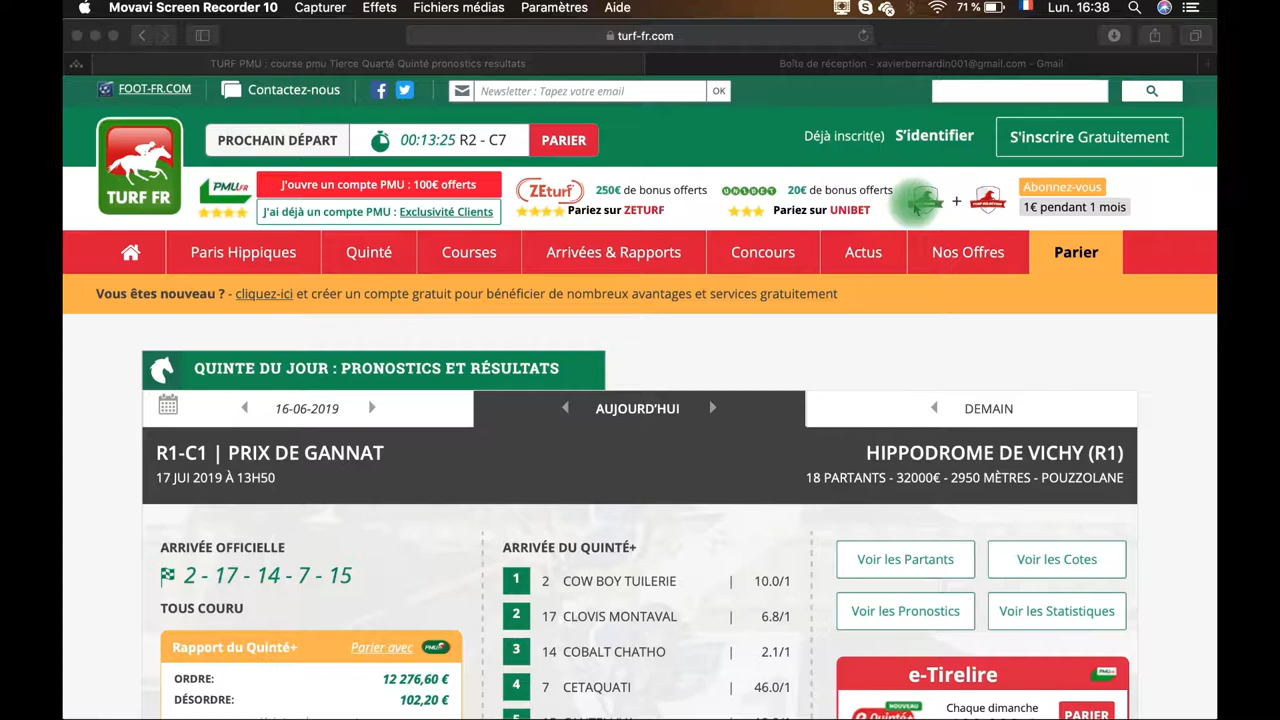 Movavi Screen Recorder 10 Capturer Effets Fichiers médias Paramètres Aide 71 % Lun. 16:38
turf-fr.com
TURF PMU : course pmu Tierce Quarté Quinté pronostics resultats
Boîte de réception - xavierbernardin001@gmail.com - Gmail
FOOT-FR.COM Contactez-nous Newsletter : Tapez votre email OK
TURF FR
PROCHAIN DÉPART 00:13:25 R2 - C7 PARIER
Déjà inscrit(e) S'identifier S'inscrire Gratuitement
PMU.FR
J'ouvre un compte PMU : 100€ offerts
J'ai déjà un compte PMU : Exclusivité Clients
ZEturf 250€ de bonus offerts
Pariez sur ZETURF
UNIBET 20€ de bonus offerts
Pariez sur UNIBET
+
Abonnez-vous
1€ pendant 1 mois
Paris Hippiques Quinté Courses Arrivées & Rapports Concours Actus Nos Offres Parier
Vous êtes nouveau ? - cliquez-ici et créer un compte gratuit pour bénéficier de nombreux avantages et services gratuitement
QUINTE DU JOUR : PRONOSTICS ET RÉSULTATS
16-06-2019 AUJOURD'HUI DEMAIN
R1-C1 | PRIX DE GANNAT
17 JUI 2019 À 13H50
HIPPODROME DE VICHY (R1)
18 PARTANTS - 32000€ - 2950 MÈTRES - POUZZOLANE
ARRIVÉE OFFICIELLE
2 - 17 - 14 - 7 - 15
TOUS COURU
Rapport du Quinté+ Parier avec PMU.FR
ORDRE: 12 276,60 €
DÉSORDRE: 102,20 €
ARRIVÉE DU QUINTÉ+
1 2 COW BOY TUILERIE | 10.0/1
2 17 CLOVIS MONTAVAL | 6.8/1
3 14 COBALT CHATHO | 2.1/1
4 7 CETAQUATI | 46.0/1
Voir les Partants Voir les Cotes
Voir les Pronostics Voir les Statistiques
e-Tirelire
NOUVEAU
Chaque dimanche
PARIER